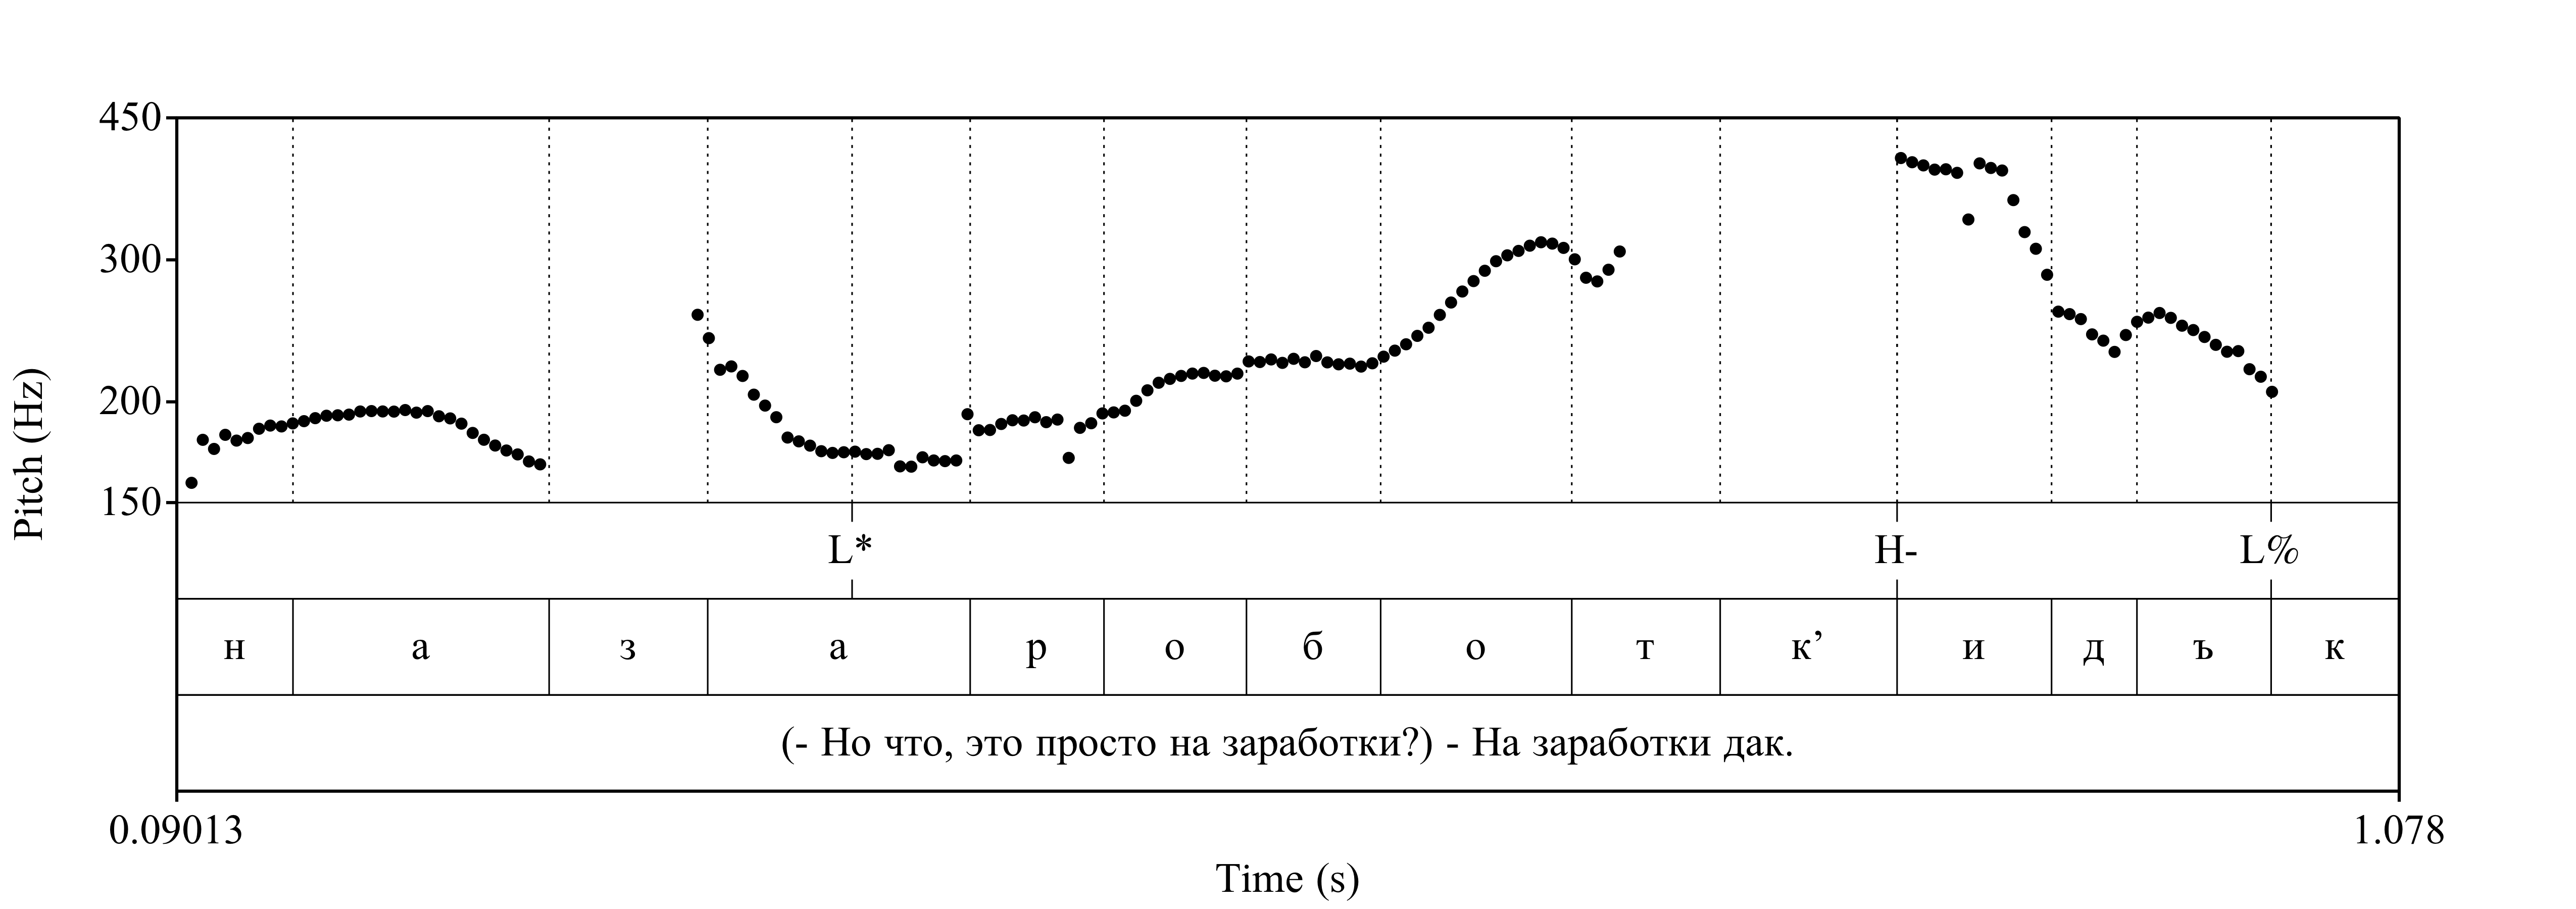 450
300
200
150
Pitch (Hz)
L* H- L%
н а з а р о б о т к’ и д ъ к
(- Но что, это просто на заработки?) - На заработки дак.
0.09013 1.078
Time (s)